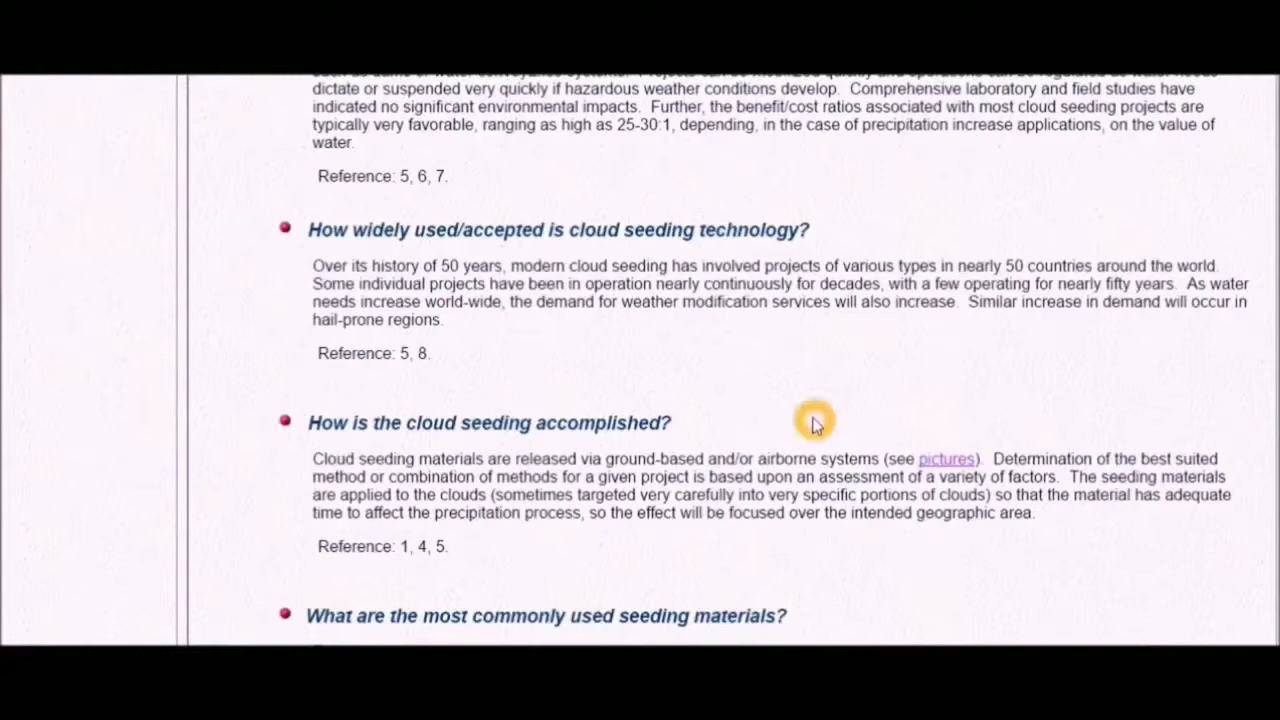 dictate or suspended very quickly if hazardous weather conditions develop. Comprehensive laboratory and field studies have
indicated no significant environmental impacts. Further, the benefit/cost ratios associated with most cloud seeding projects are
typically very favorable, ranging as high as 25-30:1, depending, in the case of precipitation increase applications, on the value of
water.
Reference: 5, 6, 7.
How widely used/accepted is cloud seeding technology?
Over its history of 50 years, modern cloud seeding has involved projects of various types in nearly 50 countries around the world.
Some individual projects have been in operation nearly continuously for decades, with a few operating for nearly fifty years. As water
needs increase world-wide, the demand for weather modification services will also increase. Similar increase in demand will occur in
hail-prone regions.
Reference: 5, 8.
How is the cloud seeding accomplished?
Cloud seeding materials are released via ground-based and/or airborne systems (see pictures). Determination of the best suited
method or combination of methods for a given project is based upon an assessment of a variety of factors. The seeding materials
are applied to the clouds (sometimes targeted very carefully into very specific portions of clouds) so that the material has adequate
time to affect the precipitation process, so the effect will be focused over the intended geographic area.
Reference: 1, 4, 5.
What are the most commonly used seeding materials?